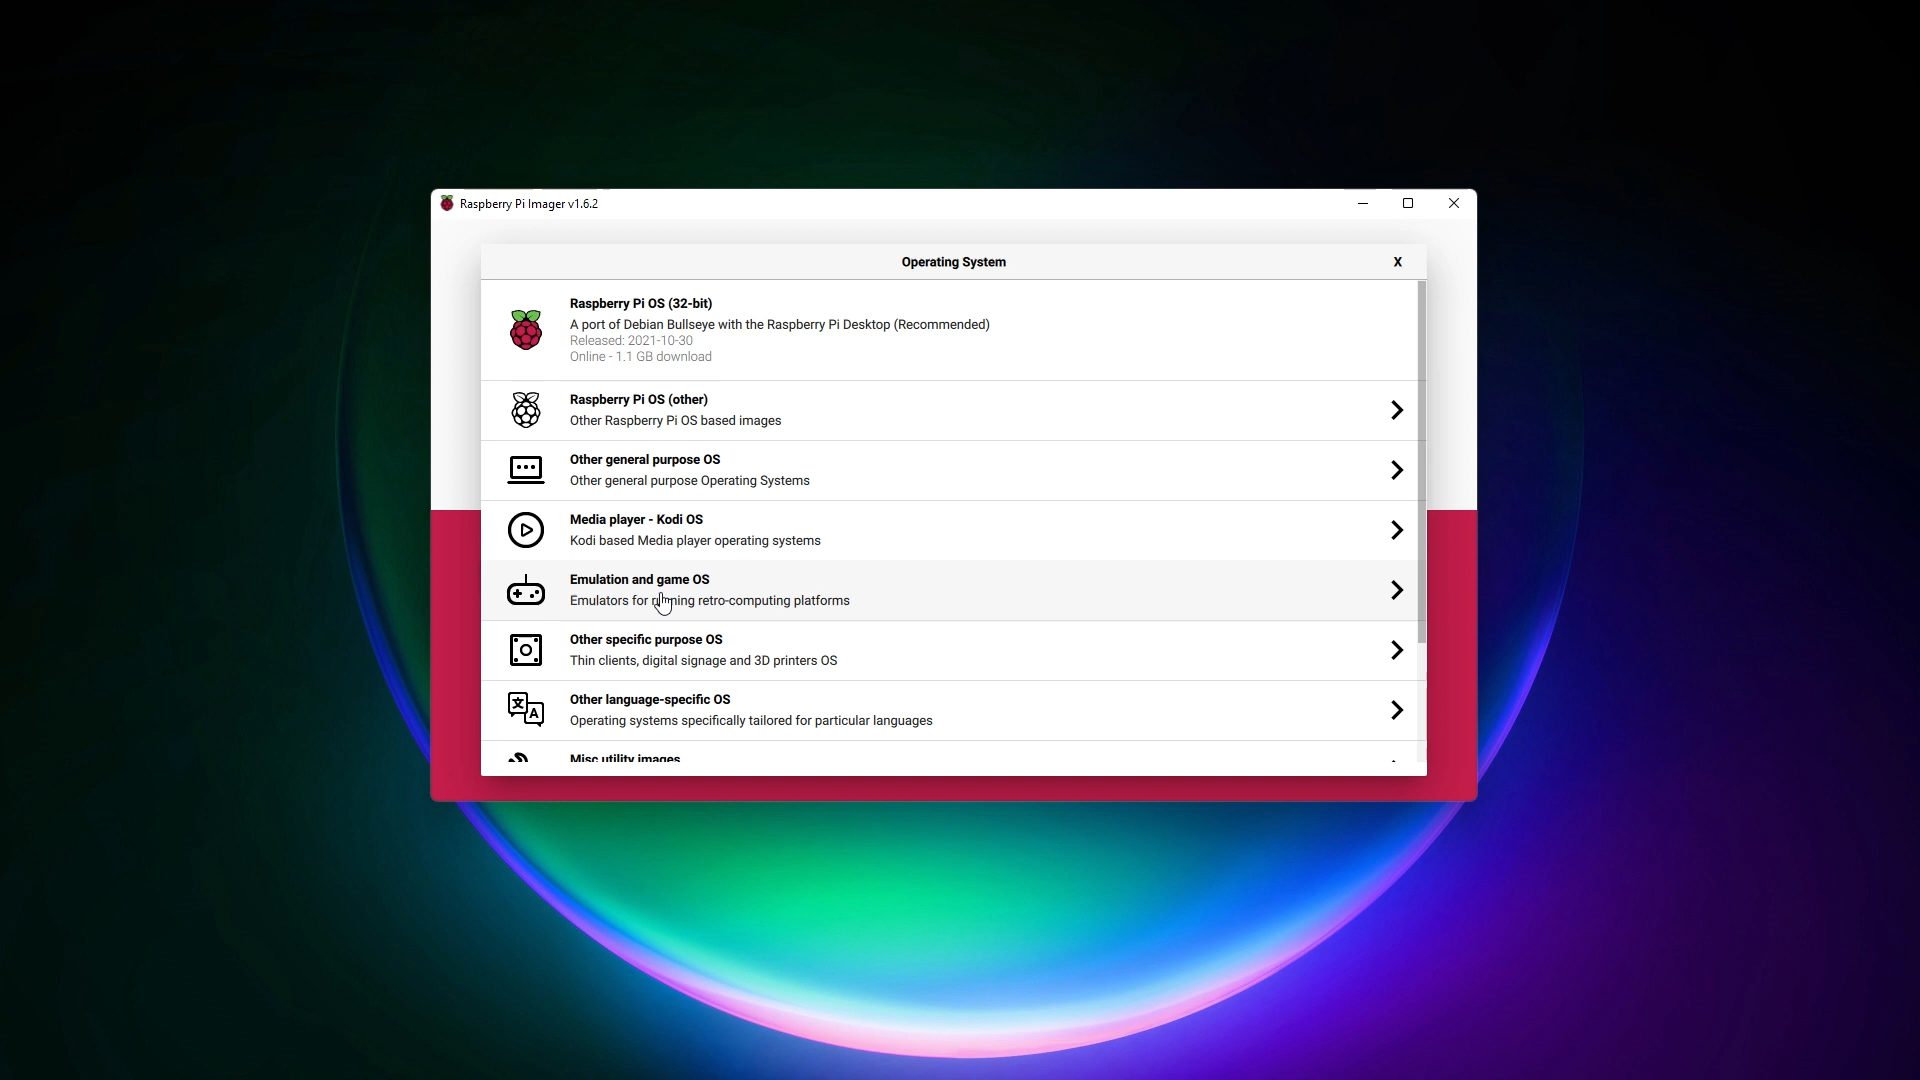 Raspberry Pi Imager v1.6.2
Operating System
X
Raspberry Pi OS (32-bit)
A port of Debian Bullseye with the Raspberry Pi Desktop (Recommended)
Released: 2021-10-30
Online - 1.1 GB download
Raspberry Pi OS (other)
Other Raspberry Pi OS based images
Other general purpose OS
Other general purpose Operating Systems
Media player - Kodi OS
Kodi based Media player operating systems
Emulation and game OS
Emulators for running retro-computing platforms
Other specific purpose OS
Thin clients, digital signage and 3D printers OS
文 A
Other language-specific OS
Operating systems specifically tailored for particular languages
Misc utility images